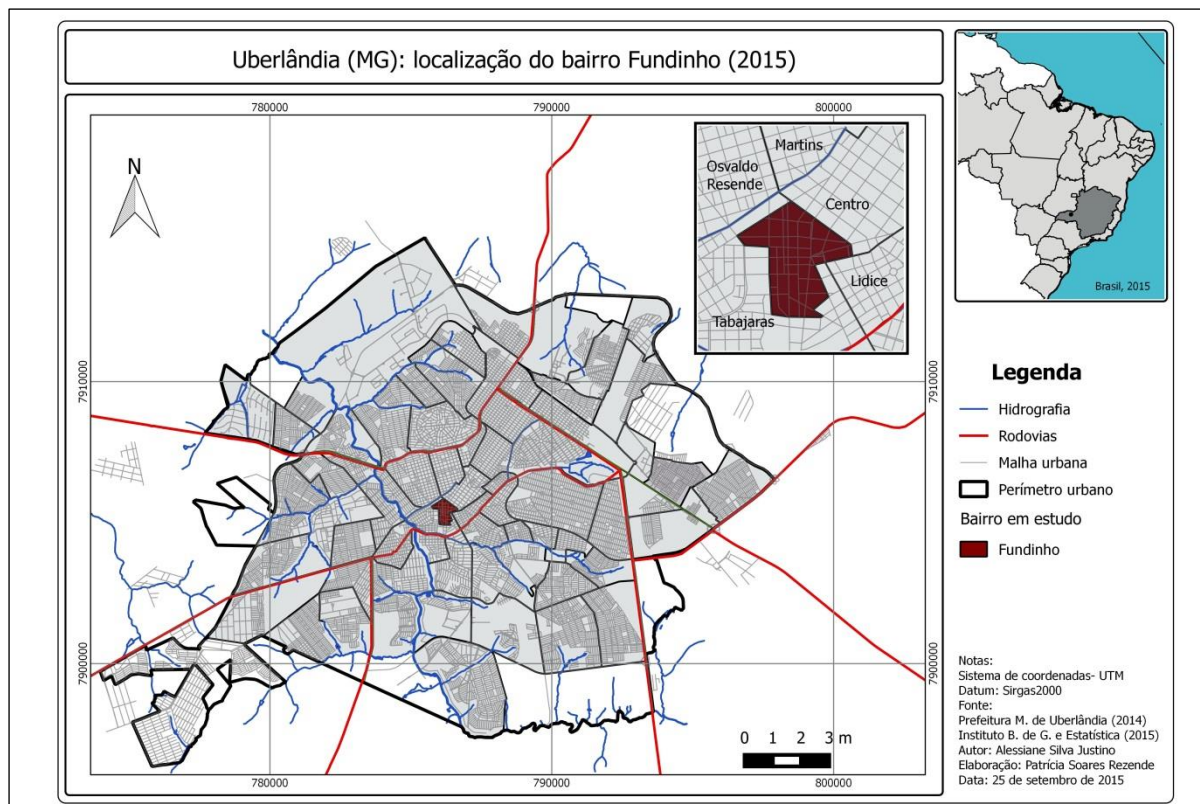 Uberlândia (MG): localização do bairro Fundinho (2015)
780000
790000
800000
N
Martins
Osvaldo
Resende
Centro
Lidice
Tabajaras
Brasil, 2015
7910000
7910000
7900000
7900000
0 1 2 3 m
780000
790000
800000
Legenda
Hidrografia
Rodovias
Malha urbana
Perímetro urbano
Bairro em estudo
Fundinho
Notas:
Sistema de coordenadas- UTM
Datum: Sirgas2000
Fonte:
Prefeitura M. de Uberlândia (2014)
Instituto B. de G. e Estatística (2015)
Autor: Alessiane Silva Justino
Elaboração: Patrícia Soares Rezende
Data: 25 de setembro de 2015